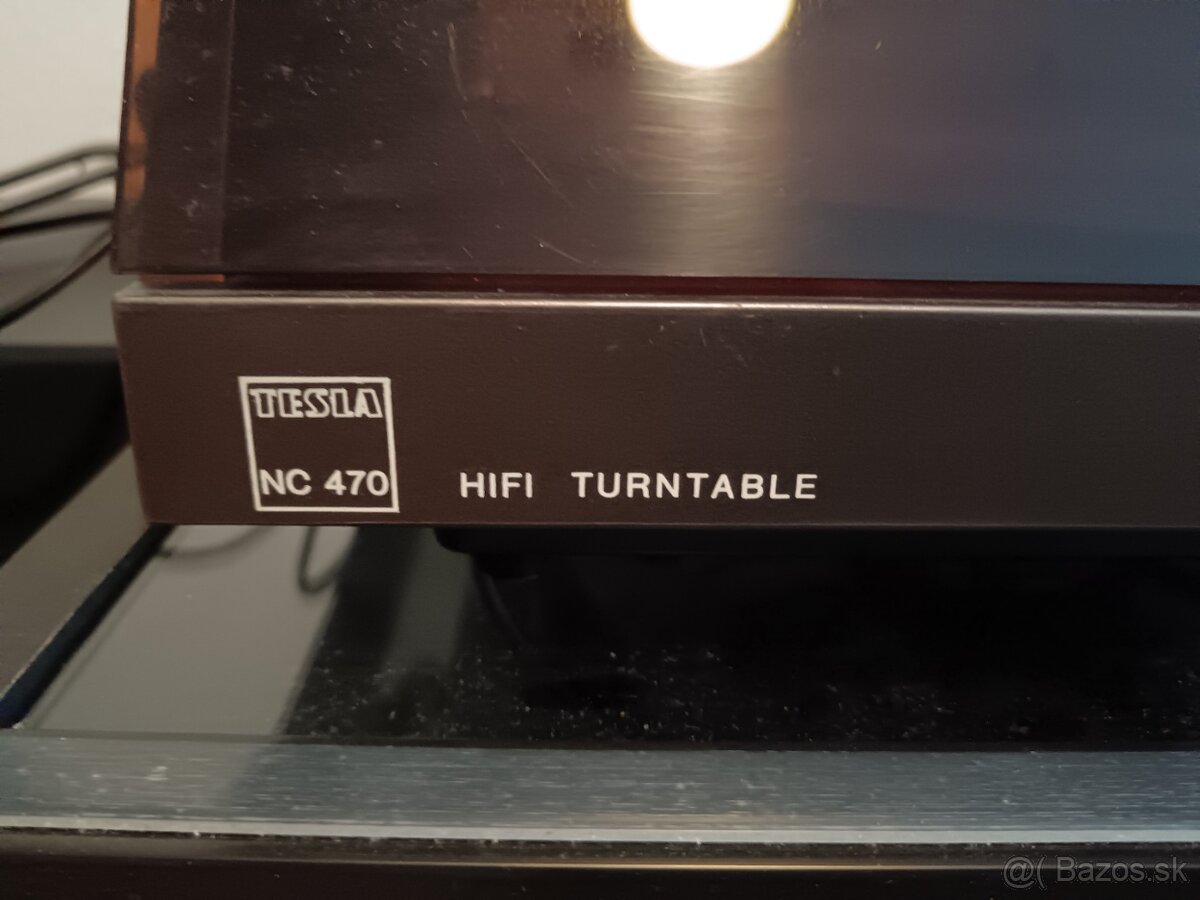 TESLA
NC 470
HIFI TURNTABLE
@( Bazos.sk